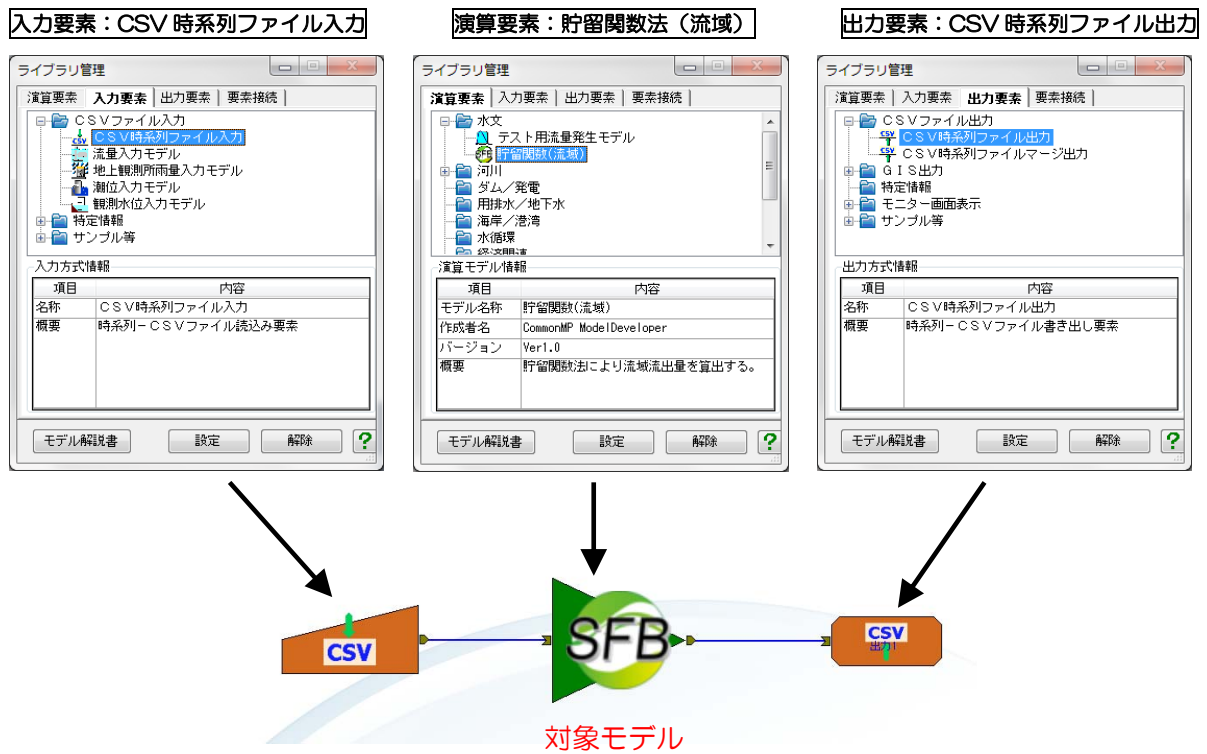 入力要素：CSV 時系列ファイル入力
ライブラリ管理
演算要素 入力要素 出力要素 要素接続
ＣＳＶファイル入力
ＣＳＶ時系列ファイル入力
流量入力モデル
地上観測所雨量入力モデル
潮位入力モデル
観測水位入力モデル
特定情報
サンプル等
入力方式情報
項目 内容
名称 ＣＳＶ時系列ファイル入力
概要 時系列－ＣＳＶファイル読込み要素
モデル解説書 設定 解除 ?
演算要素：貯留関数法（流域）
ライブラリ管理
演算要素 入力要素 出力要素 要素接続
水文
テスト用流量発生モデル
SFB 貯留関数(流域)
河川
ダム／発電
用排水／地下水
海岸／港湾
水循環
経済関連
演算モデル情報
項目 内容
モデル名称 貯留関数(流域)
作成者名 CommonMP ModelDeveloper
バージョン Ver1.0
概要 貯留関数法により流域流出量を算出する。
モデル解説書 設定 解除 ?
出力要素：CSV 時系列ファイル出力
ライブラリ管理
演算要素 入力要素 出力要素 要素接続
ＣＳＶファイル出力
CSV ＣＳＶ時系列ファイル出力
CSV ＣＳＶ時系列ファイルマージ出力
ＧＩＳ出力
特定情報
モニター画面表示
サンプル等
出力方式情報
項目 内容
名称 ＣＳＶ時系列ファイル出力
概要 時系列－ＣＳＶファイル書き出し要素
モデル解説書 設定 解除 ?
CSV
SFB
CSV
出力1
対象モデル